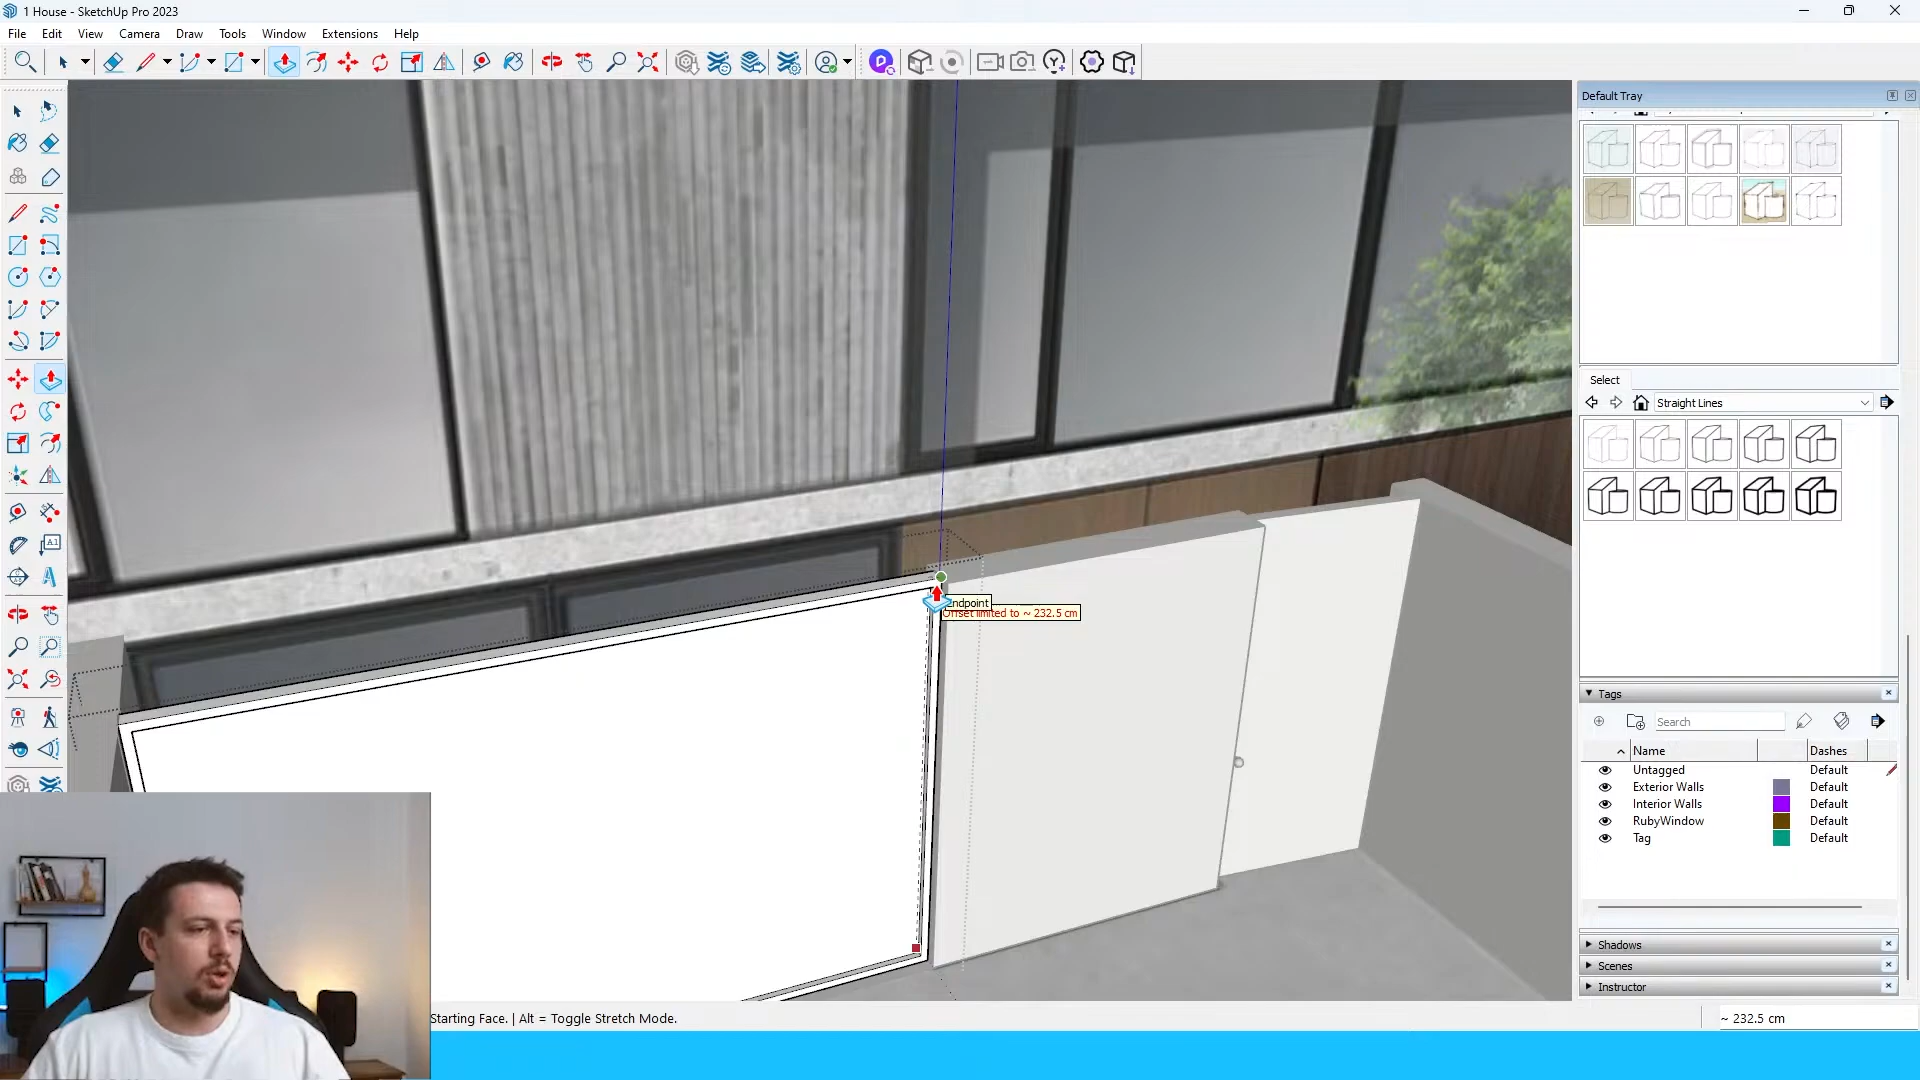 1 House - SketchUp Pro 2023
File Edit View Camera Draw Tools Window Extensions Help
Default Tray
Select
Straight Lines
Endpoint
Offset limited to ~ 232.5 cm
Tags
Search
Name Dashes
Untagged Default
Exterior Walls Default
Interior Walls Default
RubyWindow Default
Tag Default
Shadows
Scenes
Instructor
Starting Face. | Alt = Toggle Stretch Mode.
~ 232.5 cm